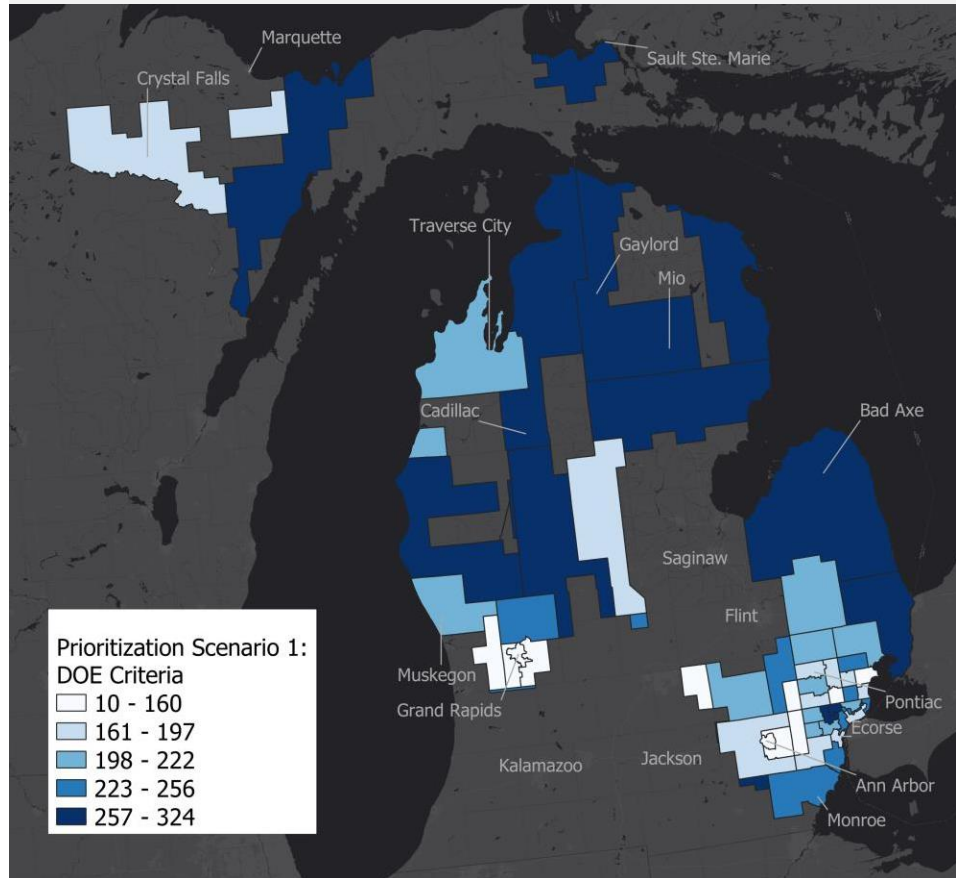 Marquette
Sault Ste. Marie
Crystal Falls
Traverse City
Gaylord
Mio
Cadillac
Bad Axe
Saginaw
Flint
Muskegon
Pontiac
Grand Rapids
Ecorse
Jackson
Kalamazoo
Ann Arbor
Monroe
Prioritization Scenario 1:
DOE Criteria
10 - 160
161 - 197
198 - 222
223 - 256
257 - 324